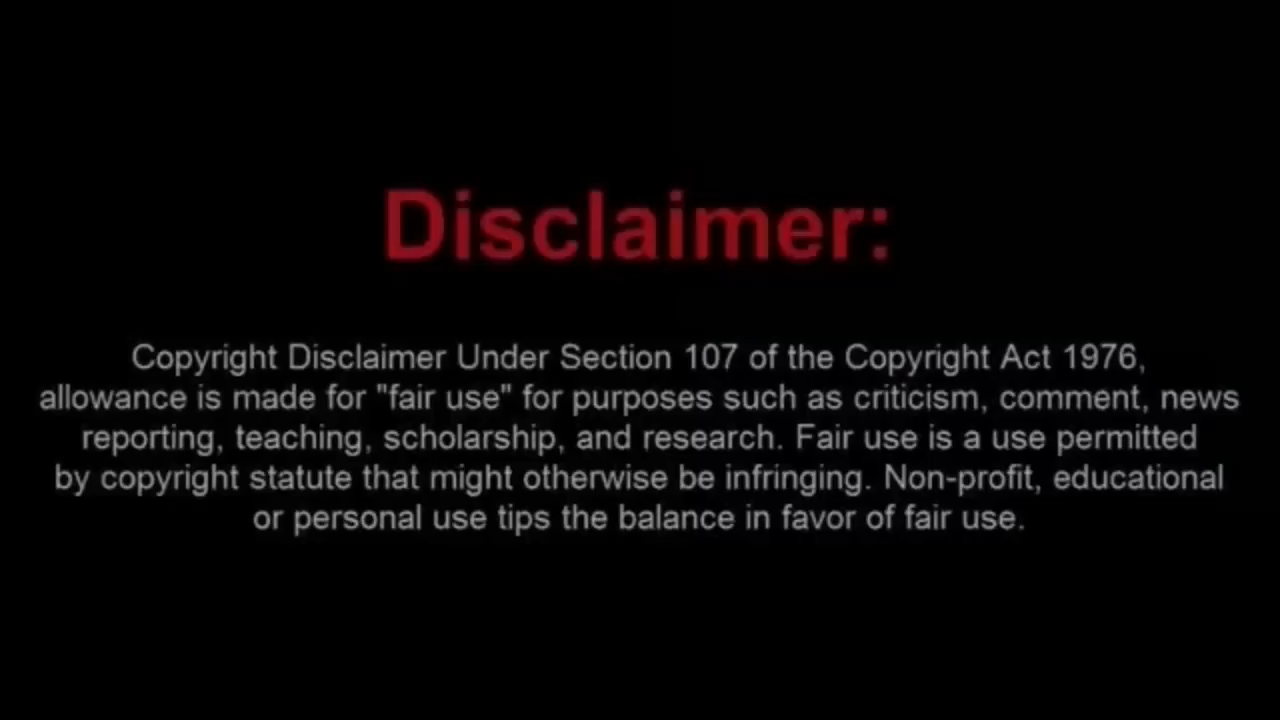 Disclaimer:
Copyright Disclaimer Under Section 107 of the Copyright Act 1976,
allowance is made for "fair use" for purposes such as criticism, comment, news
reporting, teaching, scholarship, and research. Fair use is a use permitted
by copyright statute that might otherwise be infringing. Non-profit, educational
or personal use tips the balance in favor of fair use.